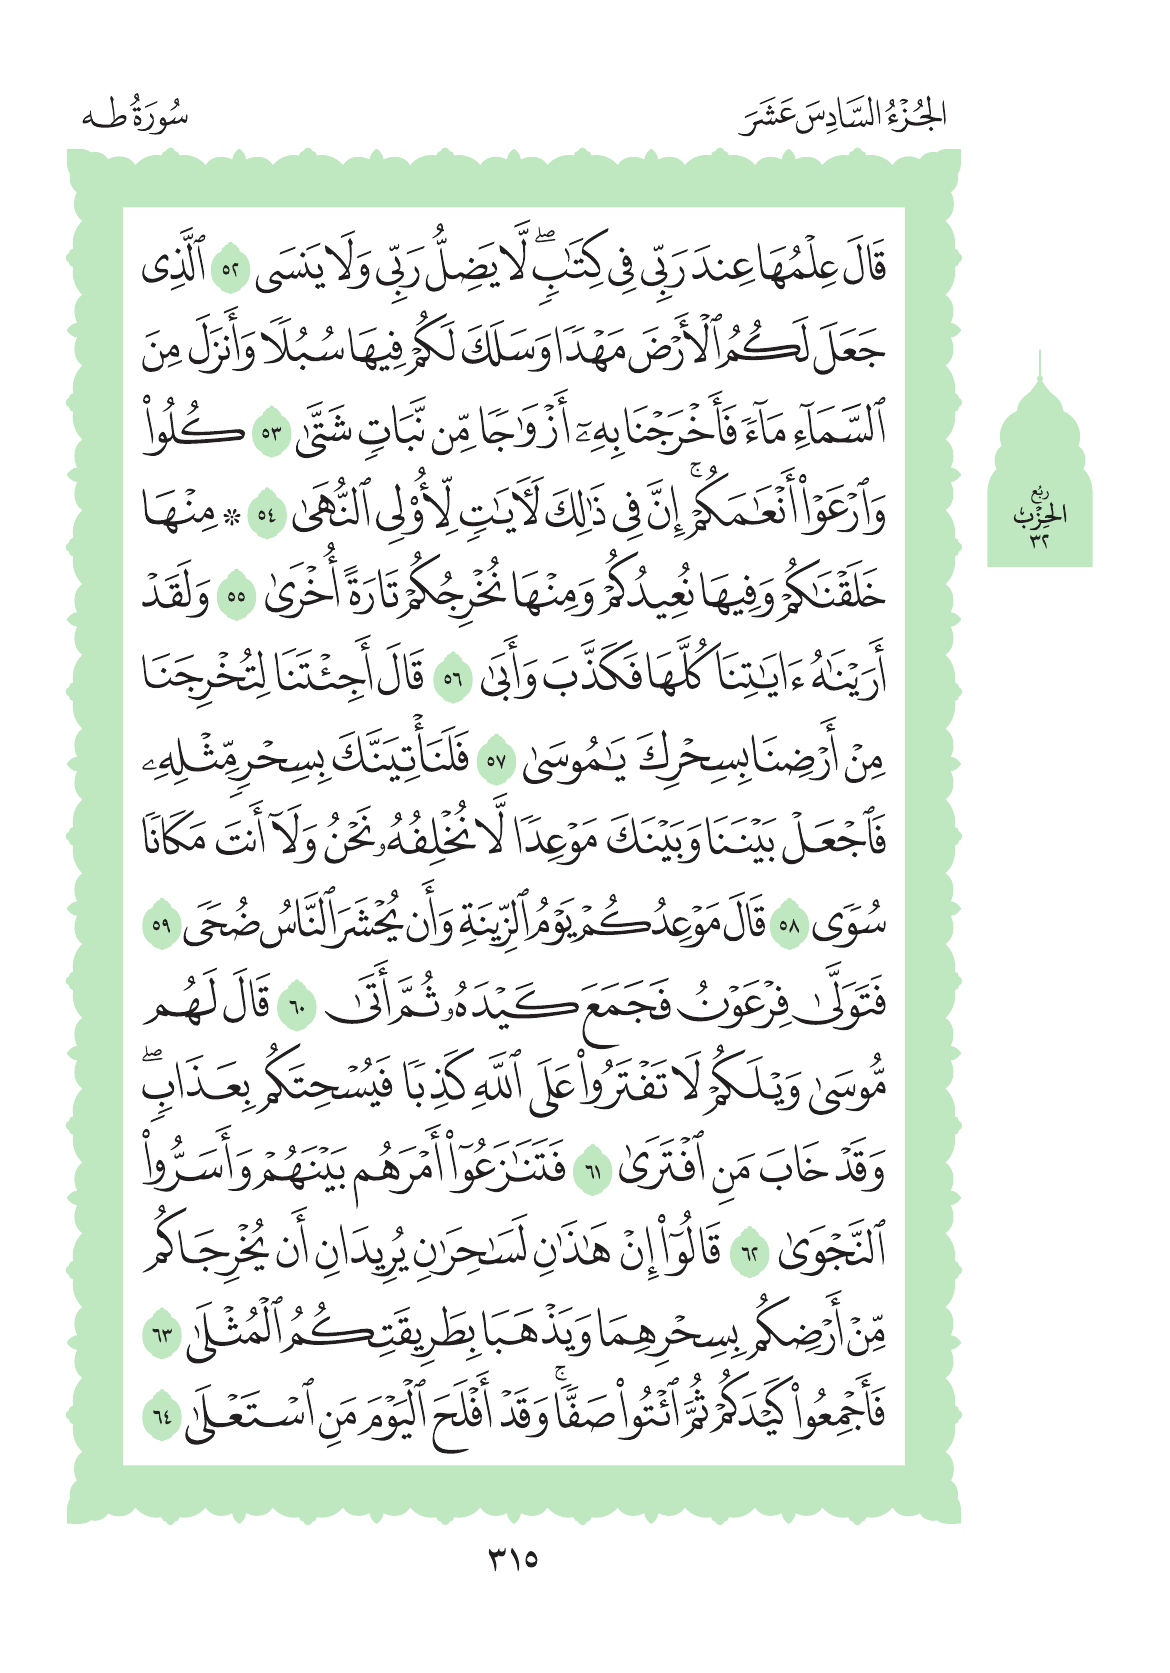 الجُزْءُ السَّادِسَ عَشَرَ
سُورَةُ طه
قَالَ عِلْمُهَا عِندَ رَبِّى فِى كِتَٰبٍۖ لَّا يَضِلُّ رَبِّى وَلَا يَنسَى ٥٢ ٱلَّذِى
جَعَلَ لَكُمُ ٱلْأَرْضَ مَهْدًا وَسَلَكَ لَكُمْ فِيهَا سُبُلًا وَأَنزَلَ مِنَ
ٱلسَّمَآءِ مَآءً فَأَخْرَجْنَا بِهِۦٓ أَزْوَٰجًا مِّن نَّبَاتٍ شَتَّىٰ ٥٣ كُلُوا۟
وَٱرْعَوْا۟ أَنْعَٰمَكُمْۚ إِنَّ فِى ذَٰلِكَ لَءَايَٰتٍ لِّأُو۟لِى ٱلنُّهَىٰ ٥٤ ۞ مِنْهَا
خَلَقْنَٰكُمْ وَفِيهَا نُعِيدُكُمْ وَمِنْهَا نُخْرِجُكُمْ تَارَةً أُخْرَىٰ ٥٥ وَلَقَدْ
أَرَيْنَٰهُ ءَايَٰتِنَا كُلَّهَا فَكَذَّبَ وَأَبَىٰ ٥٦ قَالَ أَجِئْتَنَا لِتُخْرِجَنَا
مِنْ أَرْضِنَا بِسِحْرِكَ يَٰمُوسَىٰ ٥٧ فَلَنَأْتِيَنَّكَ بِسِحْرٍ مِّثْلِهِۦ
فَٱجْعَلْ بَيْنَنَا وَبَيْنَكَ مَوْعِدًا لَّا نُخْلِفُهُۥ نَحْنُ وَلَآ أَنتَ مَكَانًا
سُوًى ٥٨ قَالَ مَوْعِدُكُمْ يَوْمُ ٱلزِّينَةِ وَأَن يُحْشَرَ ٱلنَّاسُ ضُحًى ٥٩
فَتَوَلَّىٰ فِرْعَوْنُ فَجَمَعَ كَيْدَهُۥ ثُمَّ أَتَىٰ ٦٠ قَالَ لَهُم
مُّوسَىٰ وَيْلَكُمْ لَا تَفْتَرُوا۟ عَلَى ٱللَّهِ كَذِبًا فَيُسْحِتَكُم بِعَذَابٍۖ
وَقَدْ خَابَ مَنِ ٱفْتَرَىٰ ٦١ فَتَنَٰزَعُوٓا۟ أَمْرَهُم بَيْنَهُمْ وَأَسَرُّوا۟
ٱلنَّجْوَىٰ ٦٢ قَالُوٓا۟ إِنْ هَٰذَٰنِ لَسَٰحِرَٰنِ يُرِيدَانِ أَن يُخْرِجَاكُم
مِّنْ أَرْضِكُم بِسِحْرِهِمَا وَيَذْهَبَا بِطَرِيقَتِكُمُ ٱلْمُثْلَىٰ ٦٣
فَأَجْمِعُوا۟ كَيْدَكُمْ ثُمَّ ٱئْتُوا۟ صَفًّاۚ وَقَدْ أَفْلَحَ ٱلْيَوْمَ مَنِ ٱسْتَعْلَىٰ ٦٤
رُبْع
الحِزْب
٣٢
٣١٥